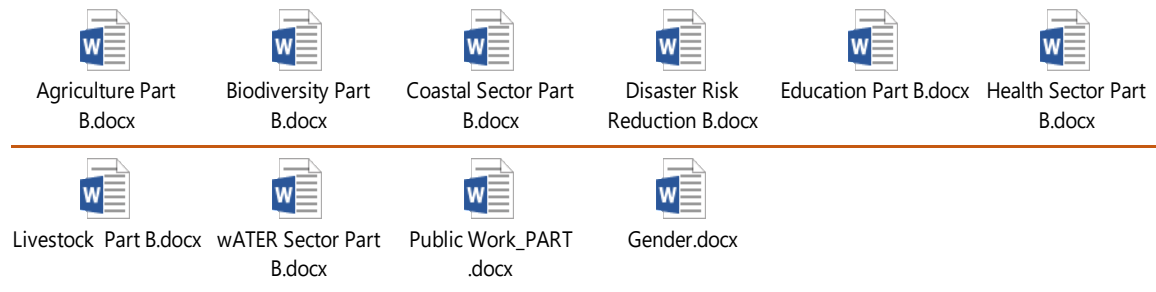 Agriculture Part
B.docx
Biodiversity Part
B.docx
Coastal Sector Part
B.docx
Disaster Risk
Reduction B.docx
Education Part B.docx
Health Sector Part
B.docx
Livestock  Part B.docx
wATER Sector Part
B.docx
Public Work_PART
.docx
Gender.docx